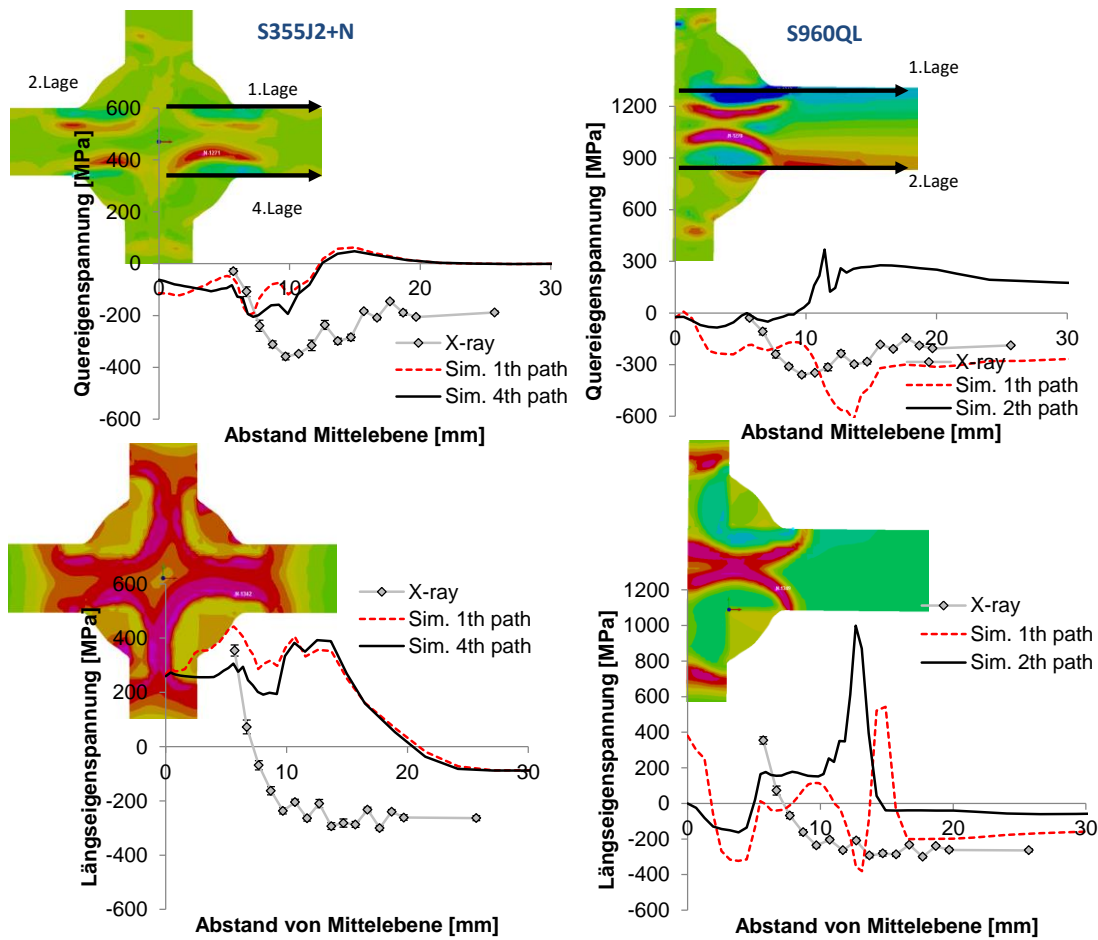 S355J2+N
2.Lage
1.Lage
4.Lage
600
400
200
0
-200
-400
-600
0
10
20
30
Quereigenspannung [MPa]
X-ray
Sim. 1th path
Sim. 4th path
Abstand Mittelebene [mm]
S960QL
1.Lage
2.Lage
1200
900
600
300
0
-300
-600
0
10
20
30
Quereiegenspannung [MPa]
X-ray
Sim. 1th path
Sim. 2th path
Abstand Mittelebene [mm]
600
400
200
0
-200
-400
-600
0
10
20
30
Längseigenspannung [MPa]
X-ray
Sim. 1th path
Sim. 4th path
Abstand von Mittelebene [mm]
1000
800
600
400
200
0
-200
-400
-600
0
10
20
30
Längseigenspannung [MPa]
X-ray
Sim. 1th path
Sim. 2th path
Abstand von Mittelebene [mm]